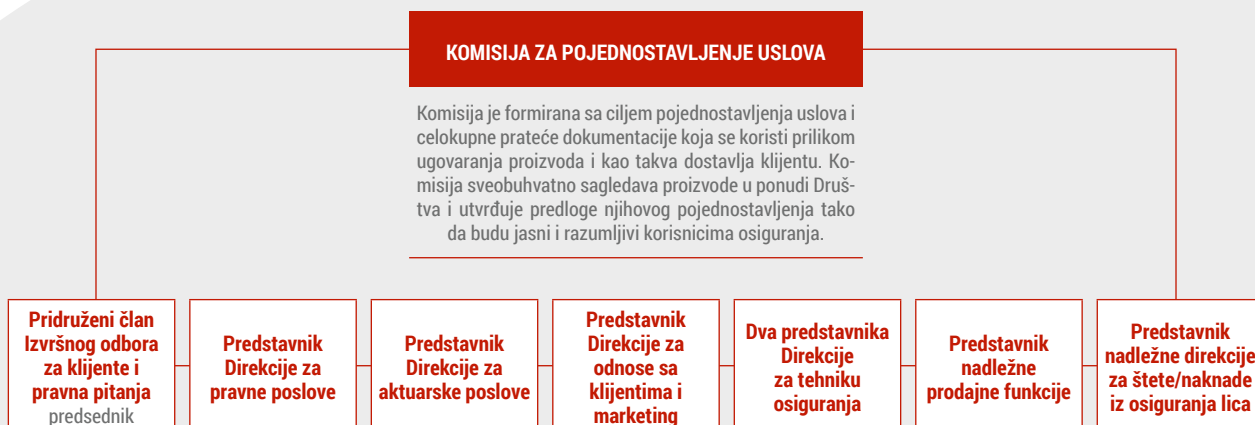 KOMISIJA ZA POJEDNOSTAVLJENJE USLOVA
Komisija je formirana sa ciljem pojednostavljenja uslova i
celokupne prateće dokumentacije koja se koristi prilikom
ugovaranja proizvoda i kao takva dostavlja klijentu. Ko-
misija sveobuhvatno sagledava proizvode u ponudi Druš-
tva i utvrđuje predloge njihovog pojednostavljenja tako
da budu jasni i razumljivi korisnicima osiguranja.
Pridruženi član
Izvršnog odbora
za klijente i
pravna pitanja
predsednik
Predstavnik
Direkcije za
pravne poslove
Predstavnik
Direkcije za
aktuarske poslove
Predstavnik
Direkcije za
odnose sa
klijentima i
marketing
Dva predstavnika
Direkcije
za tehniku
osiguranja
Predstavnik
nadležne
prodajne funkcije
Predstavnik
nadležne direkcije
za štete/naknade
iz osiguranja lica